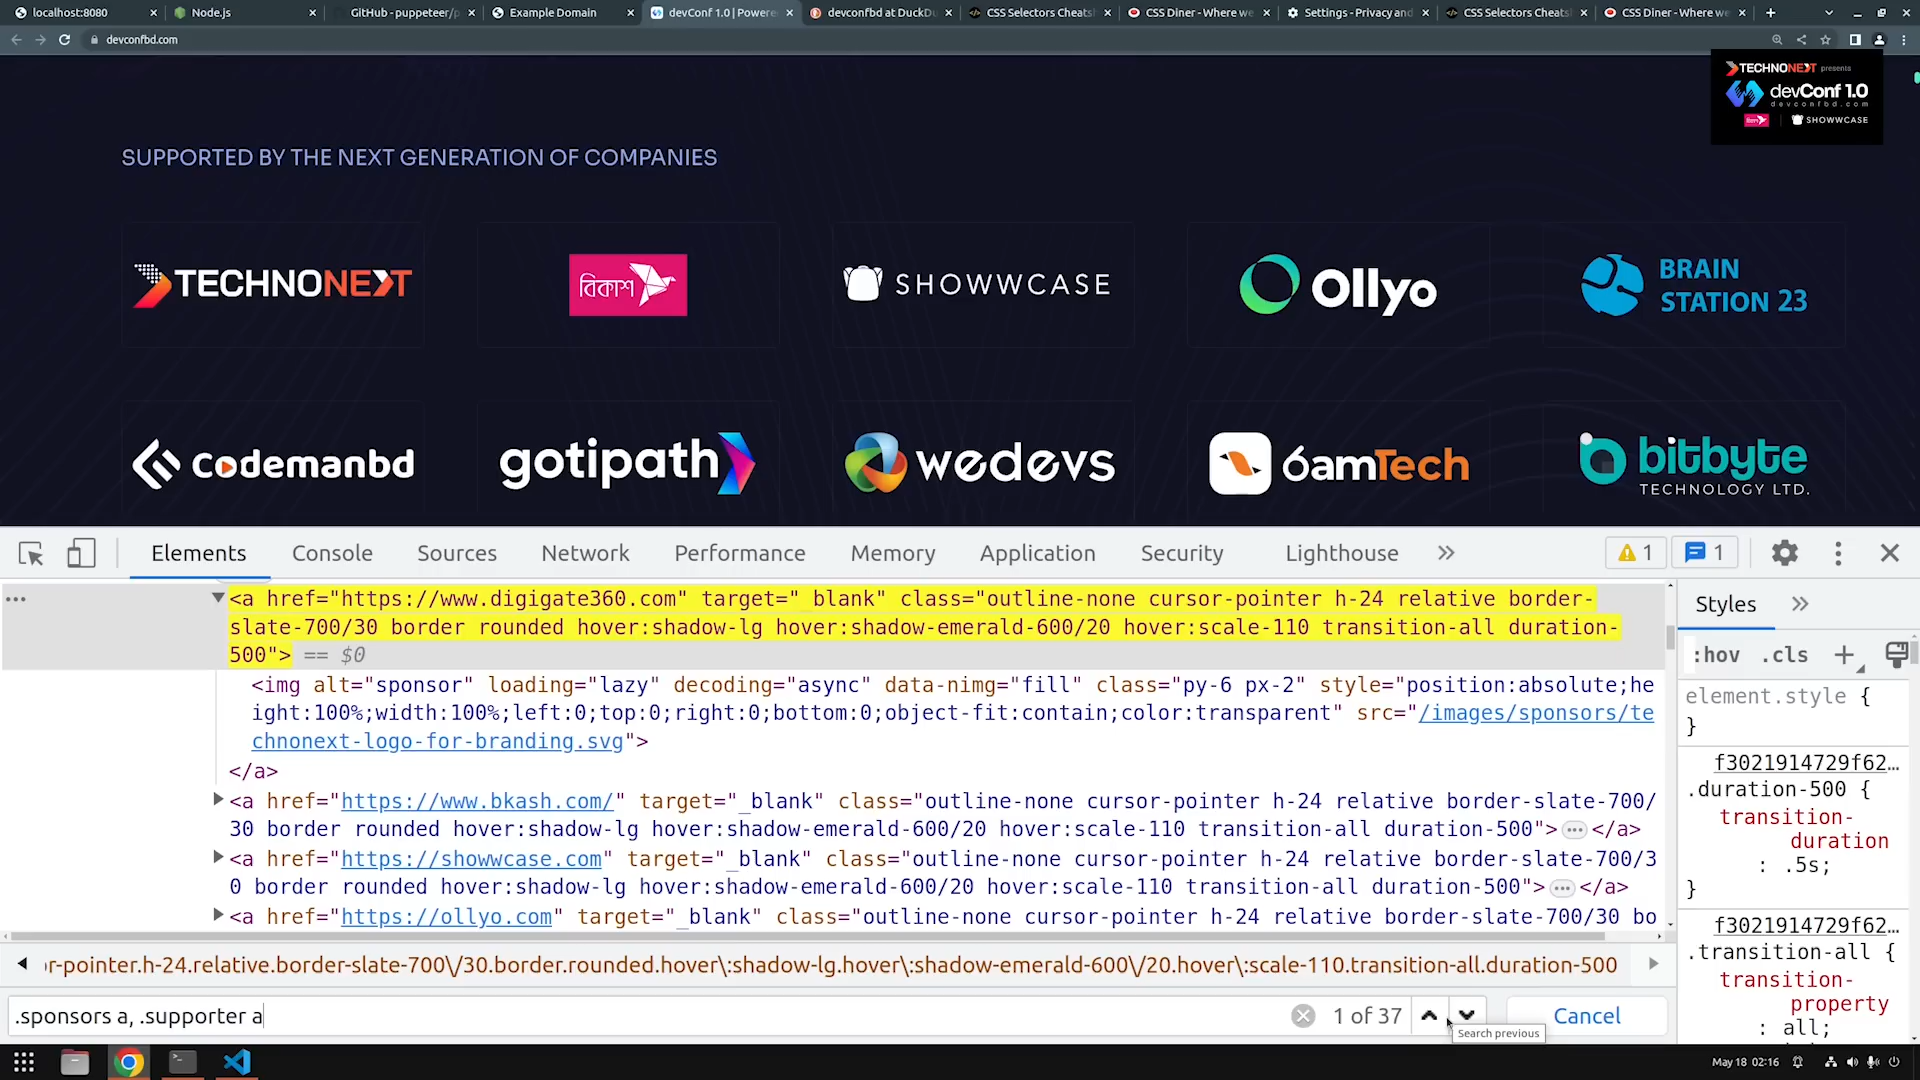 localhost:8080
Node.js
GitHub - puppeteer/p
Example Domain
devConf 1.0 | Powere
devconfbd at DuckDu
CSS Selectors Cheatsh
CSS Diner - Where we
Settings - Privacy and
CSS Selectors Cheatsh
CSS Diner - Where we
devconfbd.com
TECHNONEXT presents
devConf 1.0
devconfbd.com
SHOWWCASE
SUPPORTED BY THE NEXT GENERATION OF COMPANIES
TECHNONEXT
বিকাশ
SHOWWCASE
Ollyo
BRAIN
STATION 23
codemanbd
gotipath
wedevs
6amTech
bitbyte
TECHNOLOGY LTD.
Elements
Console
Sources
Network
Performance
Memory
Application
Security
Lighthouse
1
1
<a href="https://www.digigate360.com" target="_blank" class="outline-none cursor-pointer h-24 relative border-
slate-700/30 border rounded hover:shadow-lg hover:shadow-emerald-600/20 hover:scale-110 transition-all duration-
500"> == $0
<img alt="sponsor" loading="lazy" decoding="async" data-nimg="fill" class="py-6 px-2" style="position:absolute;he
ight:100%;width:100%;left:0;top:0;right:0;bottom:0;object-fit:contain;color:transparent" src="/images/sponsors/te
chnonext-logo-for-branding.svg">
</a>
<a href="https://www.bkash.com/" target="_blank" class="outline-none cursor-pointer h-24 relative border-slate-700/
30 border rounded hover:shadow-lg hover:shadow-emerald-600/20 hover:scale-110 transition-all duration-500">…</a>
<a href="https://showwcase.com" target="_blank" class="outline-none cursor-pointer h-24 relative border-slate-700/3
0 border rounded hover:shadow-lg hover:shadow-emerald-600/20 hover:scale-110 transition-all duration-500">…</a>
<a href="https://ollyo.com" target="_blank" class="outline-none cursor-pointer h-24 relative border-slate-700/30 bo
r-pointer.h-24.relative.border-slate-700\/30.border.rounded.hover\:shadow-lg.hover\:shadow-emerald-600\/20.hover\:scale-110.transition-all.duration-500
.sponsors a, .supporter a
1 of 37
Cancel
Search previous
Styles
:hov .cls
element.style {
}
f3021914729f62…
.duration-500 {
transition-
duration
: .5s;
}
f3021914729f62…
.transition-all {
transition-
property
: all;
May 18 02:16